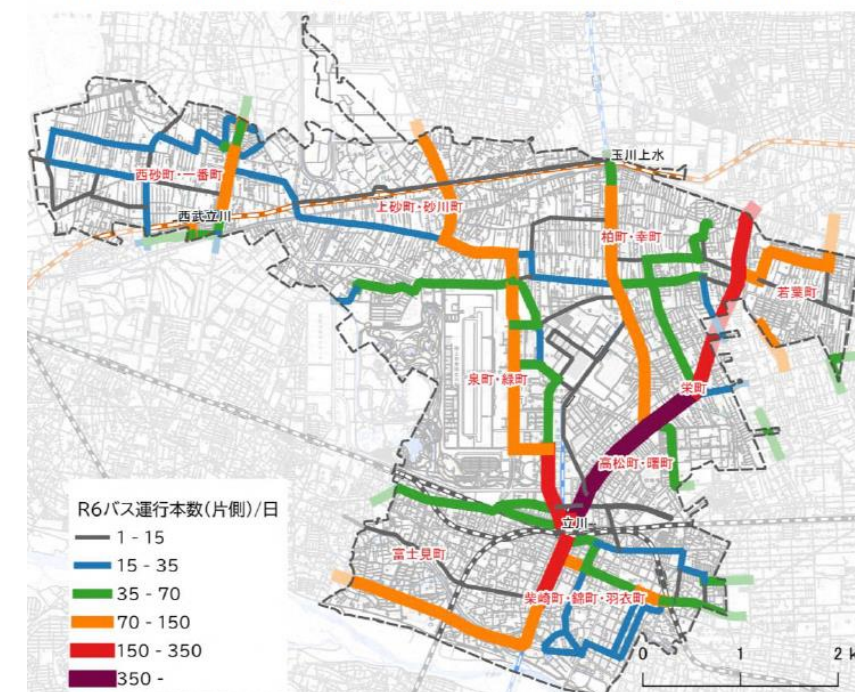 玉川上水
西砂町・一番町
上砂町・砂川町
西武立川
柏町・幸町
若葉町
泉町・緑町
栄町
高松町・曙町
R6バス運行本数(片側)/日
1 - 15
15 - 35
35 - 70
70 - 150
150 - 350
350 -
立川
富士見町
柴崎町・錦町・羽衣町
0 1 2 k